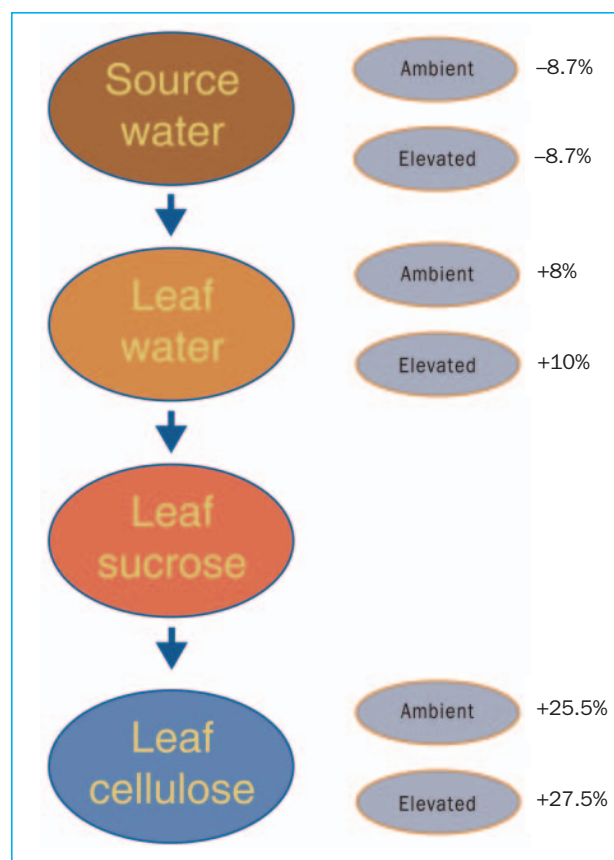 Source
water
Ambient –8.7%
Elevated –8.7%
Leaf
water
Ambient +8%
Elevated +10%
Leaf
sucrose
Leaf
cellulose
Ambient +25.5%
Elevated +27.5%